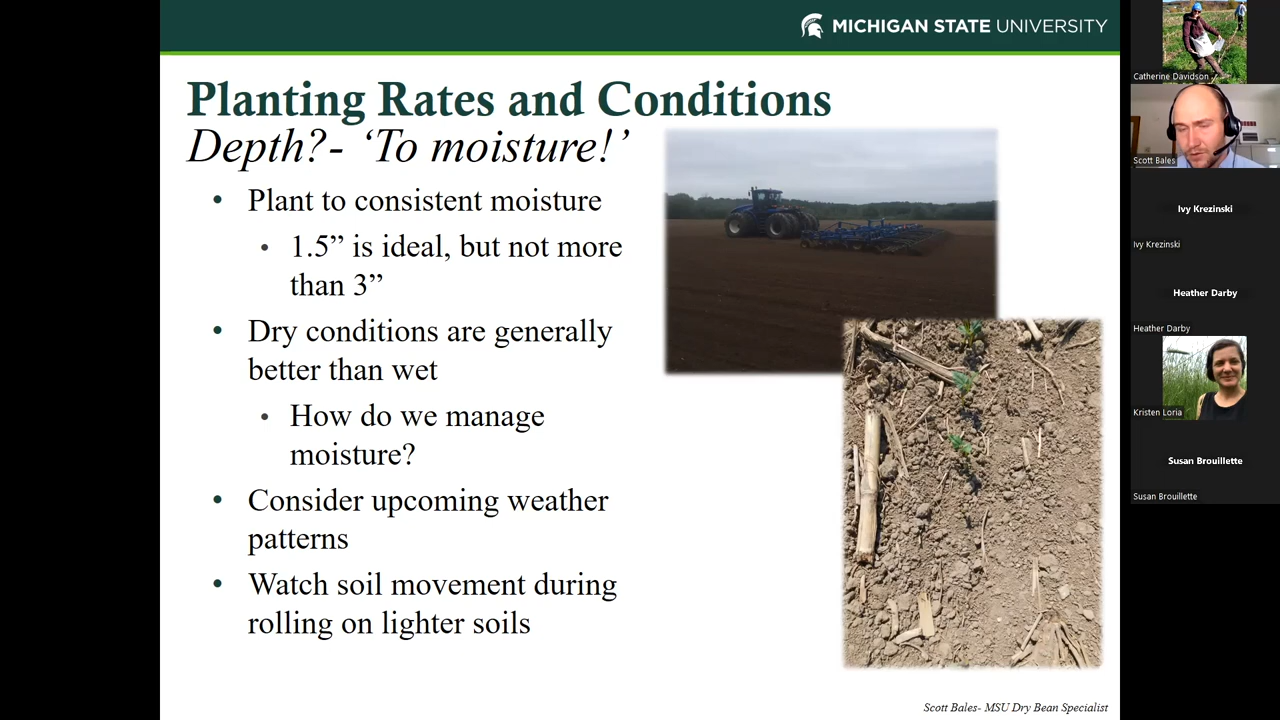 MICHIGAN STATE UNIVERSITY
Planting Rates and Conditions
Depth?- ‘To moisture!’
• Plant to consistent moisture
• 1.5” is ideal, but not more
than 3”
• Dry conditions are generally
better than wet
• How do we manage
moisture?
• Consider upcoming weather
patterns
• Watch soil movement during
rolling on lighter soils
Scott Bales- MSU Dry Bean Specialist
Catherine Davidson
Scott Bales
Ivy Krezinski
Ivy Krezinski
Heather Darby
Heather Darby
Kristen Loria
Susan Brouillette
Susan Brouillette